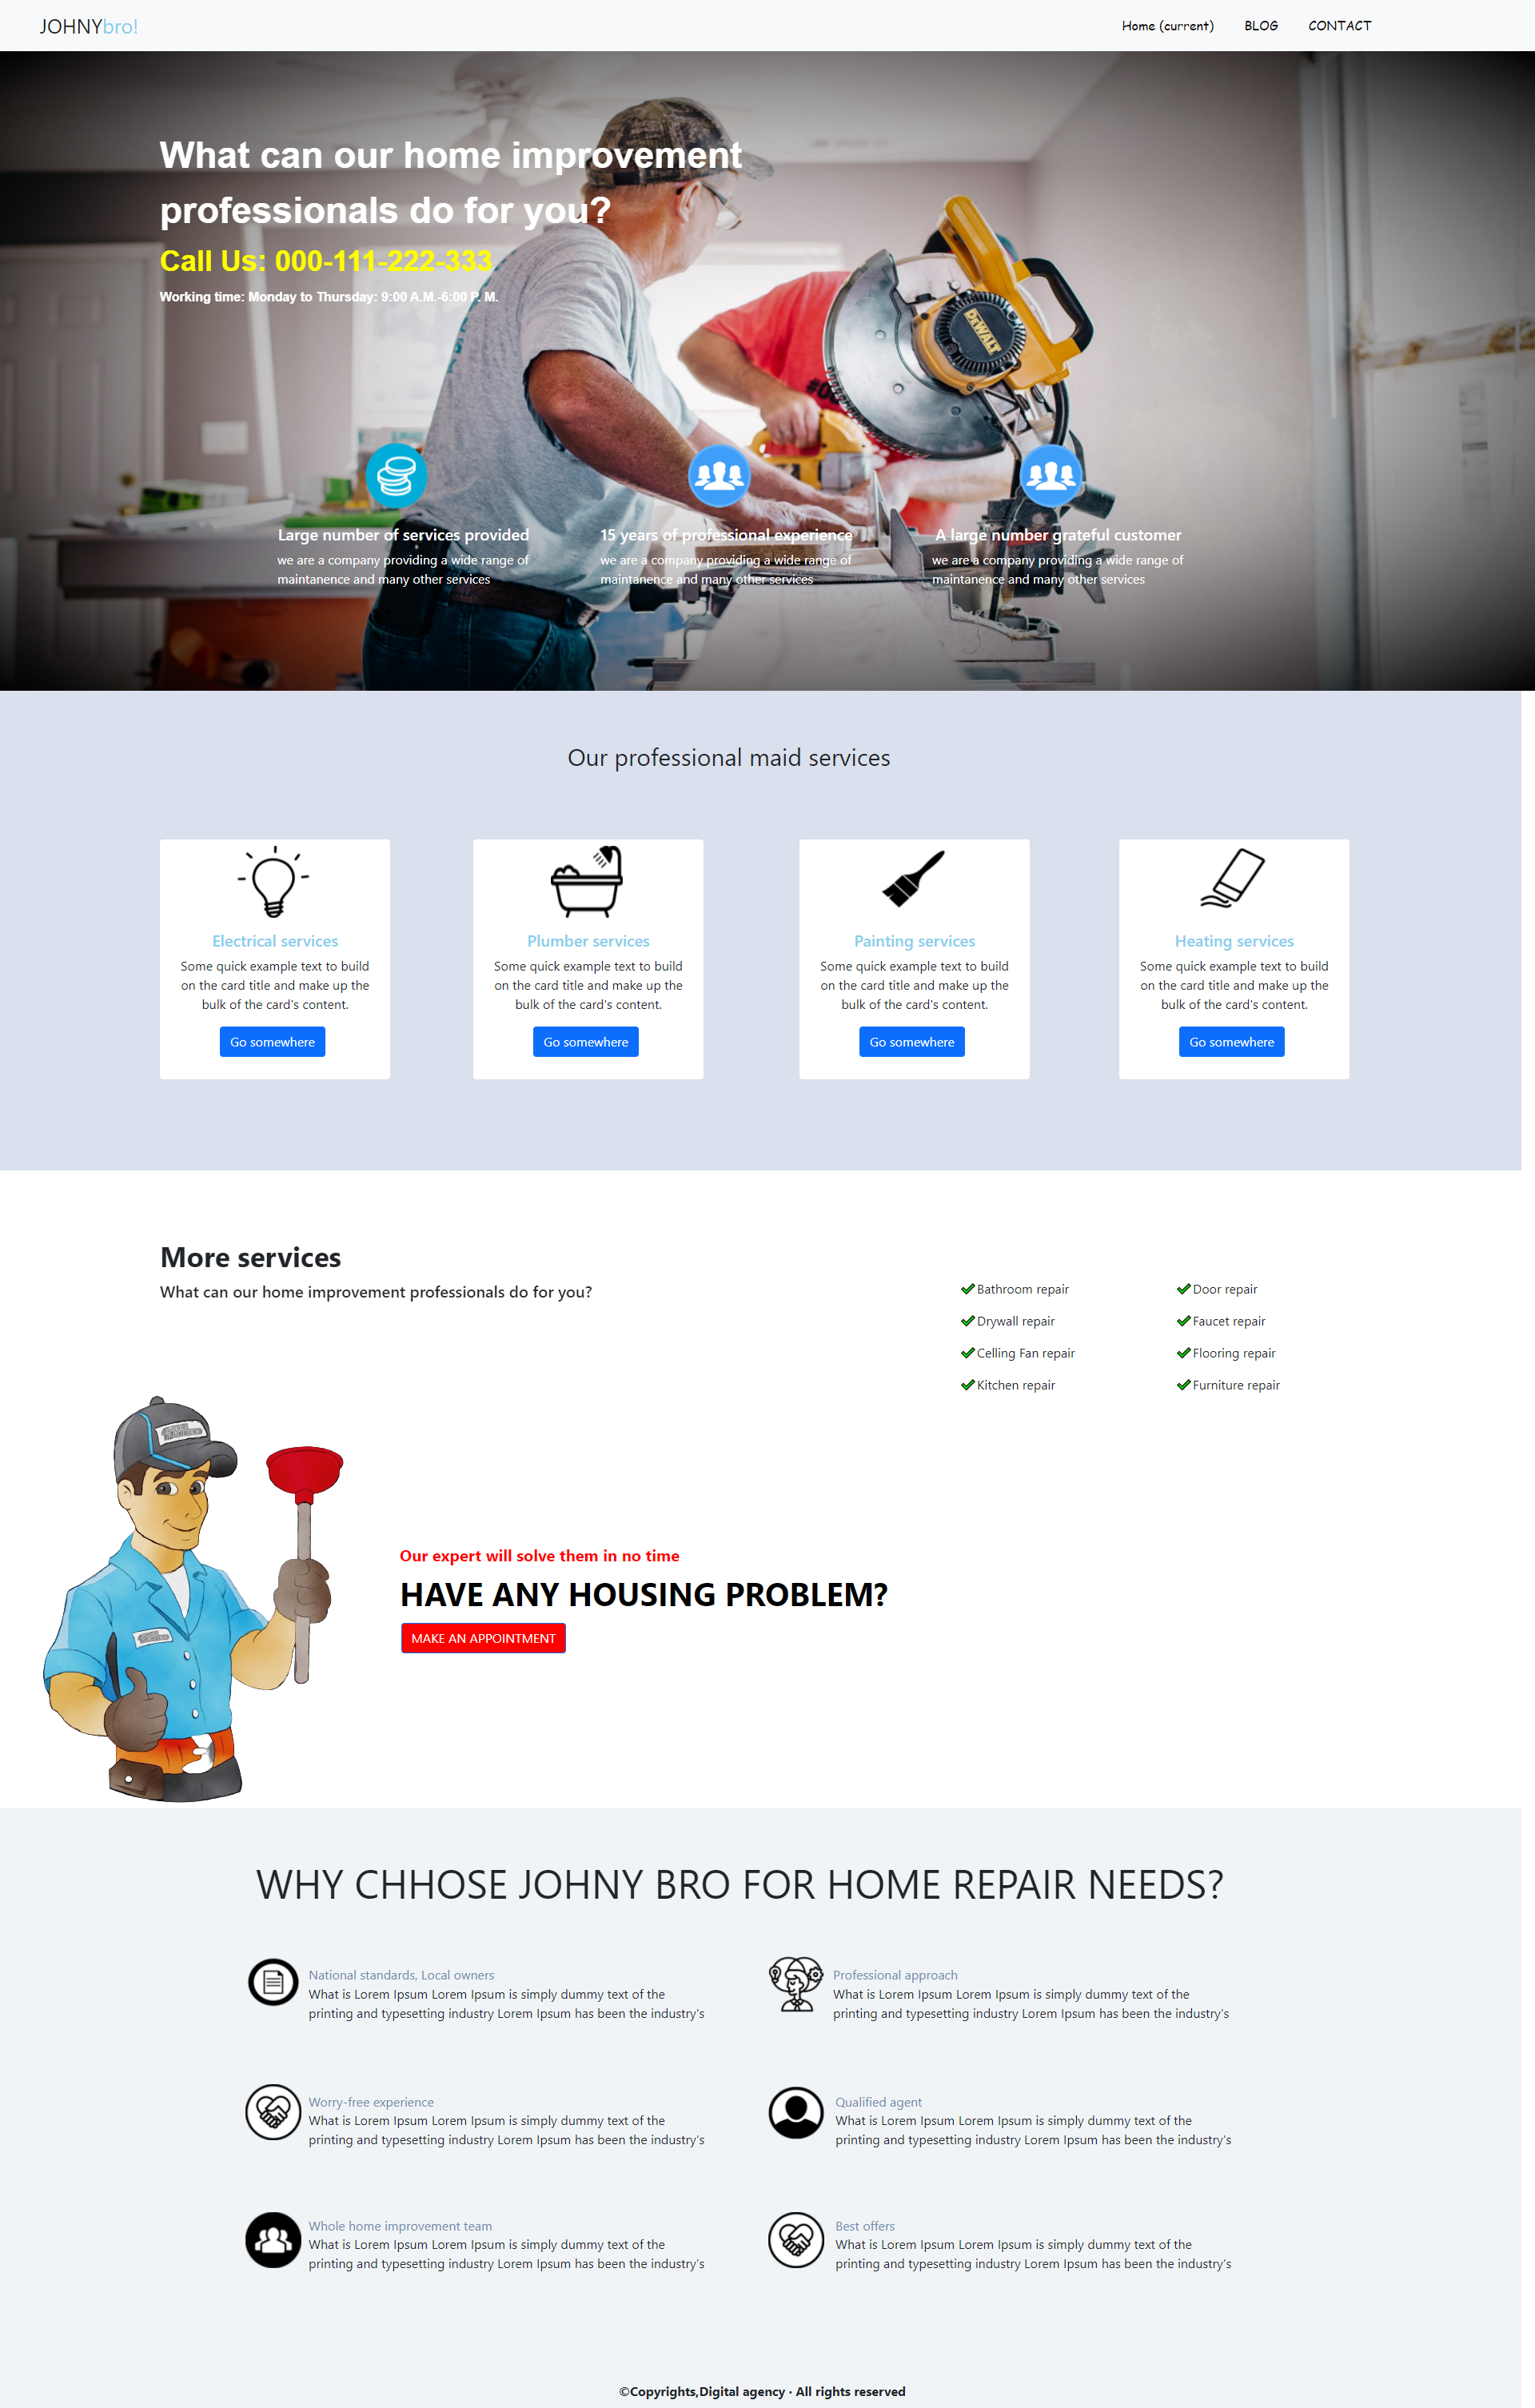 JOHNYbro!
Home (current) BLOG CONTACT
What can our home improvement
professionals do for you?
Call Us: 000-111-222-333
Working time: Monday to Thursday: 9:00 A.M.-6:00 P. M.
DEWALT
Large number of services provided
we are a company providing a wide range of
maintanence and many other services
15 years of professional experience
we are a company providing a wide range of
maintanence and many other services
A large number grateful customer
we are a company providing a wide range of
maintanence and many other services
Our professional maid services
Electrical services
Some quick example text to build
on the card title and make up the
bulk of the card's content.
Go somewhere
Plumber services
Some quick example text to build
on the card title and make up the
bulk of the card's content.
Go somewhere
Painting services
Some quick example text to build
on the card title and make up the
bulk of the card's content.
Go somewhere
Heating services
Some quick example text to build
on the card title and make up the
bulk of the card's content.
Go somewhere
More services
What can our home improvement professionals do for you?
Bathroom repair
Drywall repair
Celling Fan repair
Kitchen repair
Door repair
Faucet repair
Flooring repair
Furniture repair
Our expert will solve them in no time
HAVE ANY HOUSING PROBLEM?
MAKE AN APPOINTMENT
WHY CHHOSE JOHNY BRO FOR HOME REPAIR NEEDS?
National standards, Local owners
What is Lorem Ipsum Lorem Ipsum is simply dummy text of the
printing and typesetting industry Lorem Ipsum has been the industry's
Professional approach
What is Lorem Ipsum Lorem Ipsum is simply dummy text of the
printing and typesetting industry Lorem Ipsum has been the industry's
Worry-free experience
What is Lorem Ipsum Lorem Ipsum is simply dummy text of the
printing and typesetting industry Lorem Ipsum has been the industry's
Qualified agent
What is Lorem Ipsum Lorem Ipsum is simply dummy text of the
printing and typesetting industry Lorem Ipsum has been the industry's
Whole home improvement team
What is Lorem Ipsum Lorem Ipsum is simply dummy text of the
printing and typesetting industry Lorem Ipsum has been the industry's
Best offers
What is Lorem Ipsum Lorem Ipsum is simply dummy text of the
printing and typesetting industry Lorem Ipsum has been the industry's
©Copyrights,Digital agency · All rights reserved